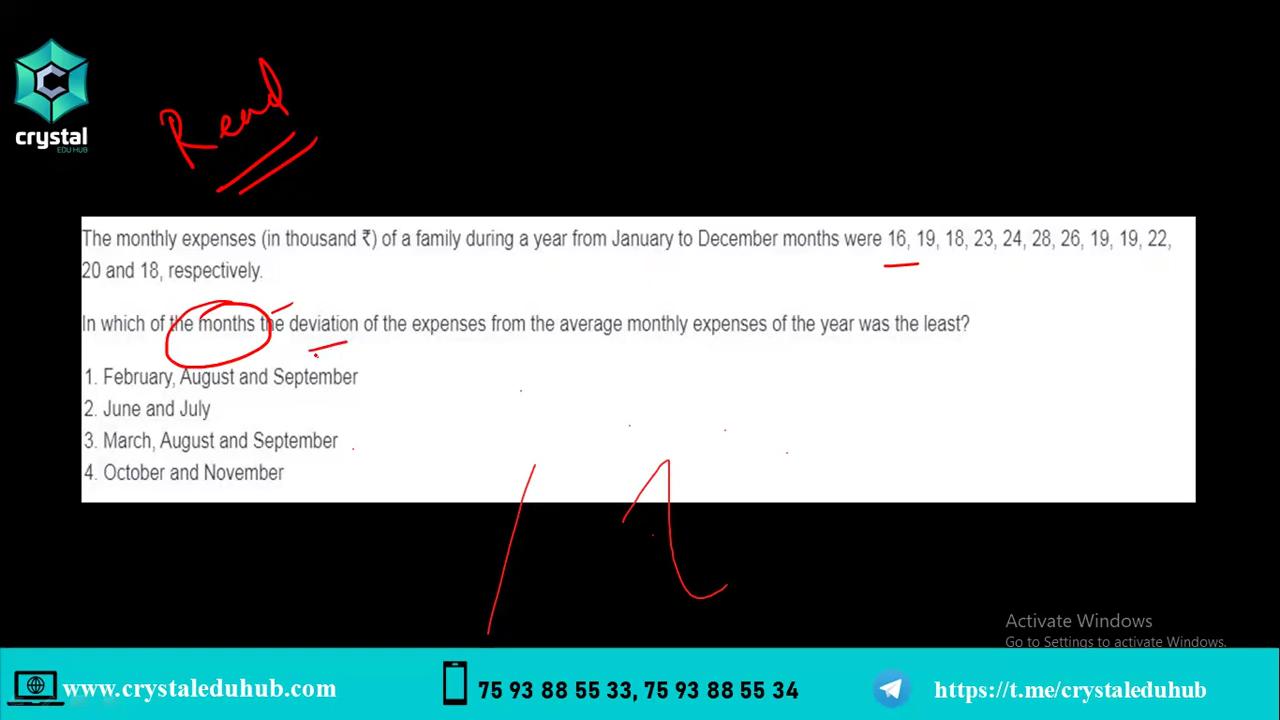 crystal
EDU HUB
Read
The monthly expenses (in thousand ₹) of a family during a year from January to December months were 16, 19, 18, 23, 24, 28, 26, 19, 19, 22,
20 and 18, respectively.
In which of the months the deviation of the expenses from the average monthly expenses of the year was the least?
1. February, August and September
2. June and July
3. March, August and September
4. October and November
Activate Windows
Go to Settings to activate Windows.
www.crystaleduhub.com
75 93 88 55 33, 75 93 88 55 34
https://t.me/crystaleduhub